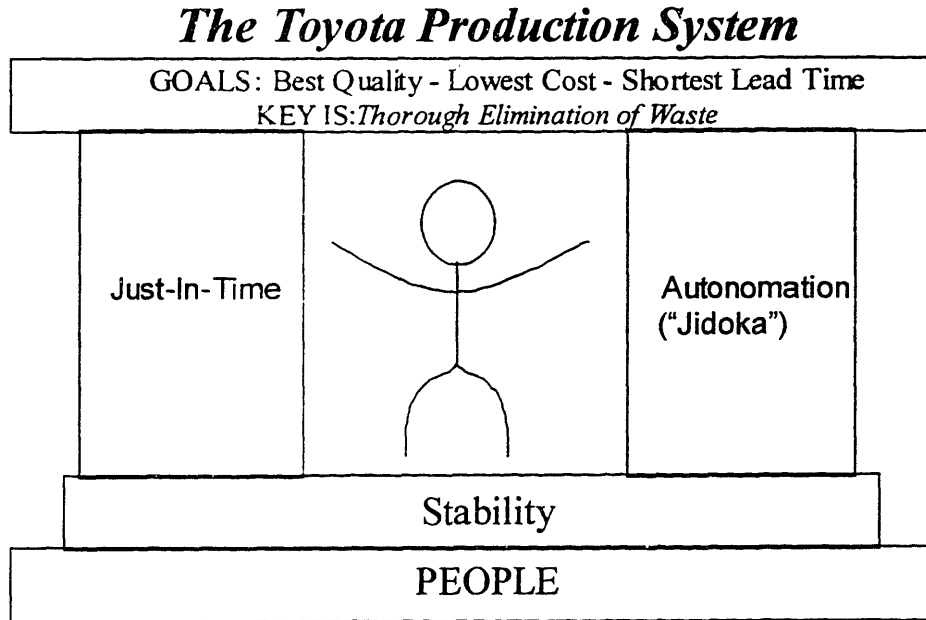 The Toyota Production System
GOALS: Best Quality - Lowest Cost - Shortest Lead Time
KEY IS:Thorough Elimination of Waste
Just-In-Time
Autonomation
("Jidoka")
Stability
PEOPLE